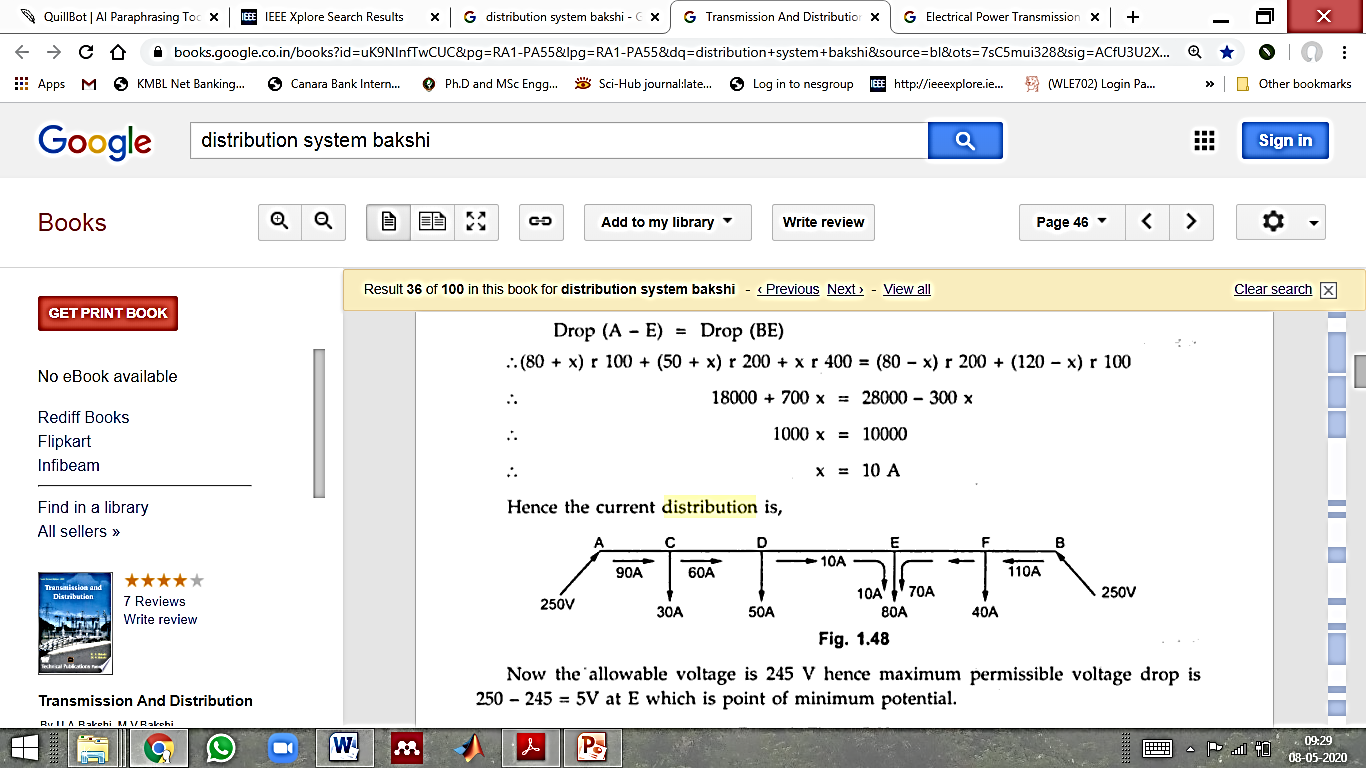 QuillBot | AI Paraphrasing Too
IEEE Xplore Search Results
distribution system bakshi - G
Transmission And Distribution
Electrical Power Transmission
books.google.co.in/books?id=uK9NInfTwCUC&pg=RA1-PA55&lpg=RA1-PA55&dq=distribution+system+bakshi&source=bl&ots=7sC5mui328&sig=ACfU3U2X...
Apps
KMBL Net Banking...
Canara Bank Intern...
Ph.D and MSc Engg...
Sci-Hub journal:late...
Log in to nesgroup
IEEE http://ieeexplore.ie...
(WLE702) Login Pa...
»
Other bookmarks
Google
distribution system bakshi
Sign in
Books
Add to my library
Write review
Page 46
Result 36 of 100 in this book for distribution system bakshi - ‹ Previous Next › - View all
Clear search
GET PRINT BOOK
No eBook available
Rediff Books
Flipkart
Infibeam
Find in a library
All sellers »
Transmission and
Distribution
Technical Publications
7 Reviews
Write review
Transmission And Distribution
By U.A.Bakshi, M.V.Bakshi
Drop (A – E) = Drop (BE)
∴ (80 + x) r 100 + (50 + x) r 200 + x r 400 = (80 – x) r 200 + (120 – x) r 100
∴ 18000 + 700 x = 28000 – 300 x
∴ 1000 x = 10000
∴ x = 10 A
Hence the current distribution is,
A C D E F B
90A 60A 10A 110A
10A 70A
250V 250V
30A 50A 80A 40A
Fig. 1.48
Now the allowable voltage is 245 V hence maximum permissible voltage drop is
250 – 245 = 5V at E which is point of minimum potential.
09:29
08-05-2020